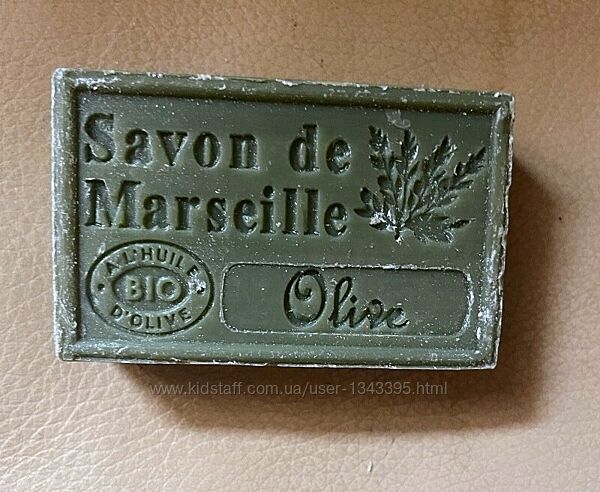 Savon de
Marseille
A L'HUILE
BIO
D'OLIVE
Olive
www.kidstaff.com.ua/user-1343395.html